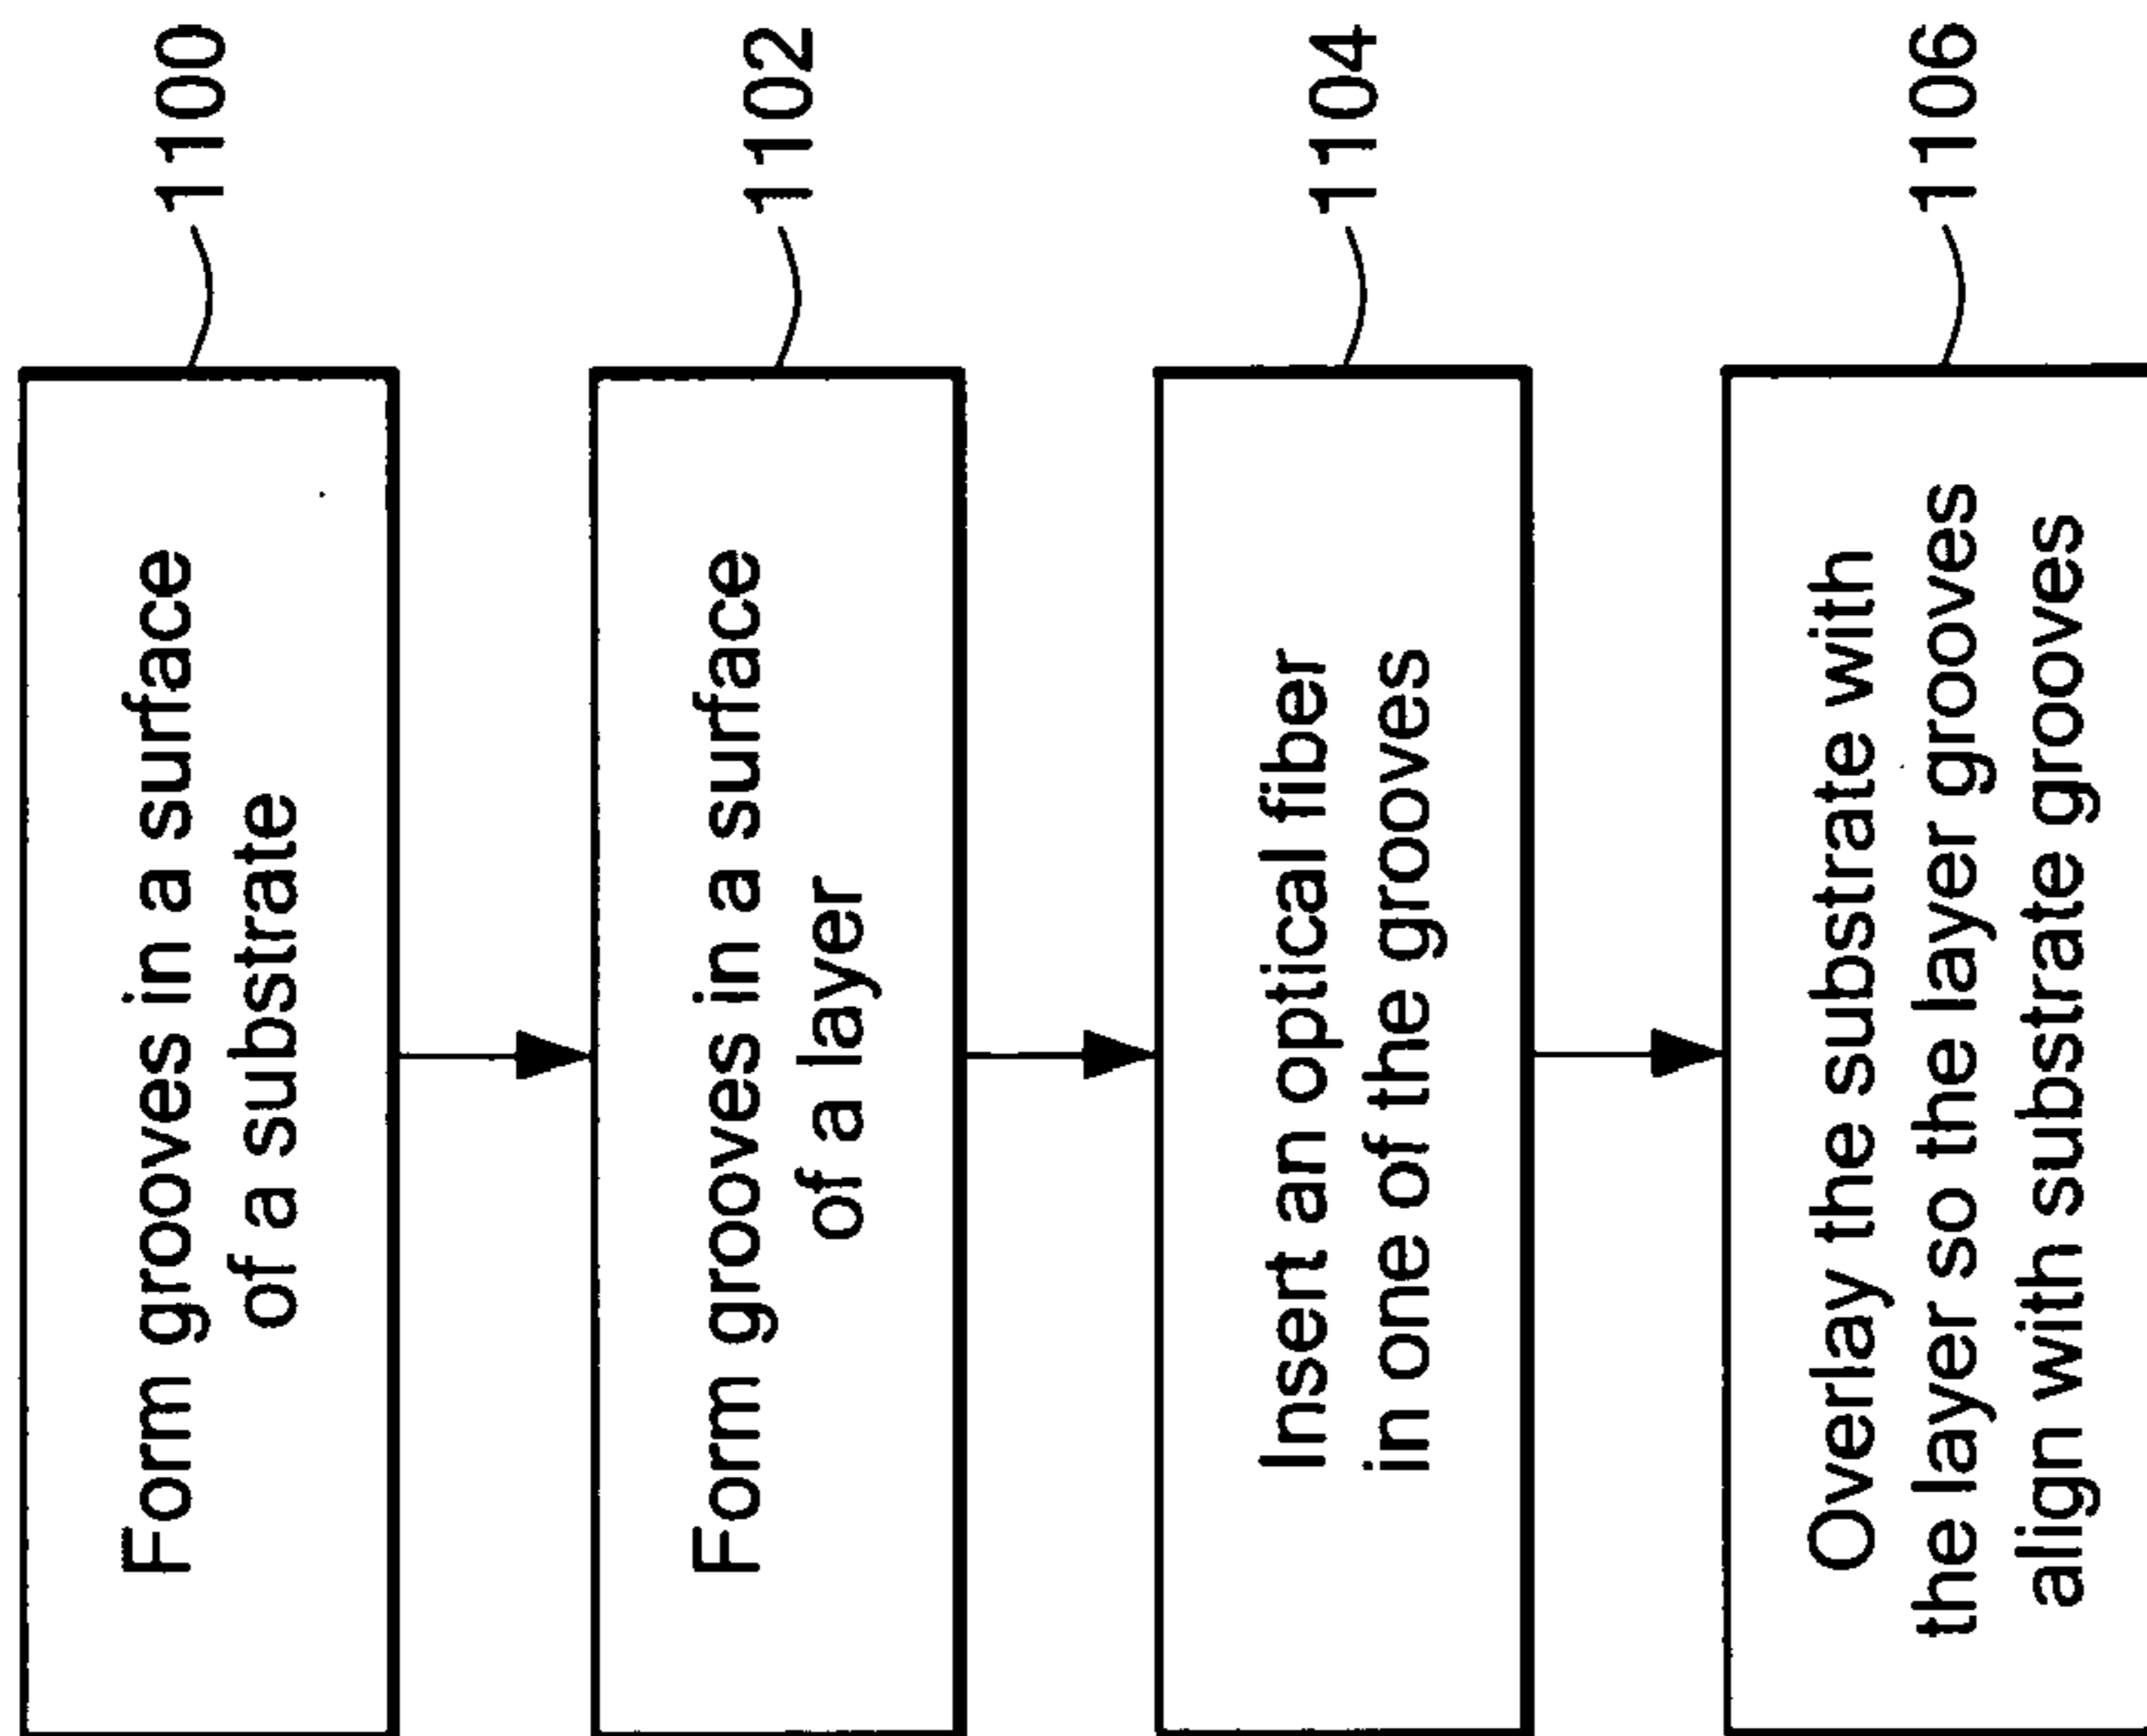 Form grooves in a surface
of a substrate
1100
Form grooves in a surface
of a layer
1102
Insert an optical fiber
in one of the grooves
1104
Overlay the substrate with
the layer so the layer grooves
align with substrate grooves
1106